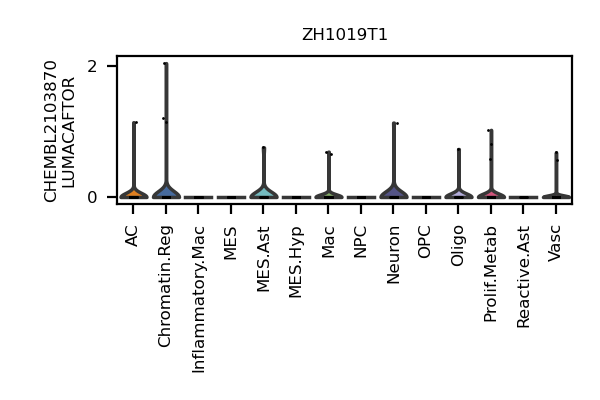 ZH1019T1
CHEMBL2103870
LUMACAFTOR
2
0
AC
Chromatin.Reg
Inflammatory.Mac
MES
MES.Ast
MES.Hyp
Mac
NPC
Neuron
OPC
Oligo
Prolif.Metab
Reactive.Ast
Vasc